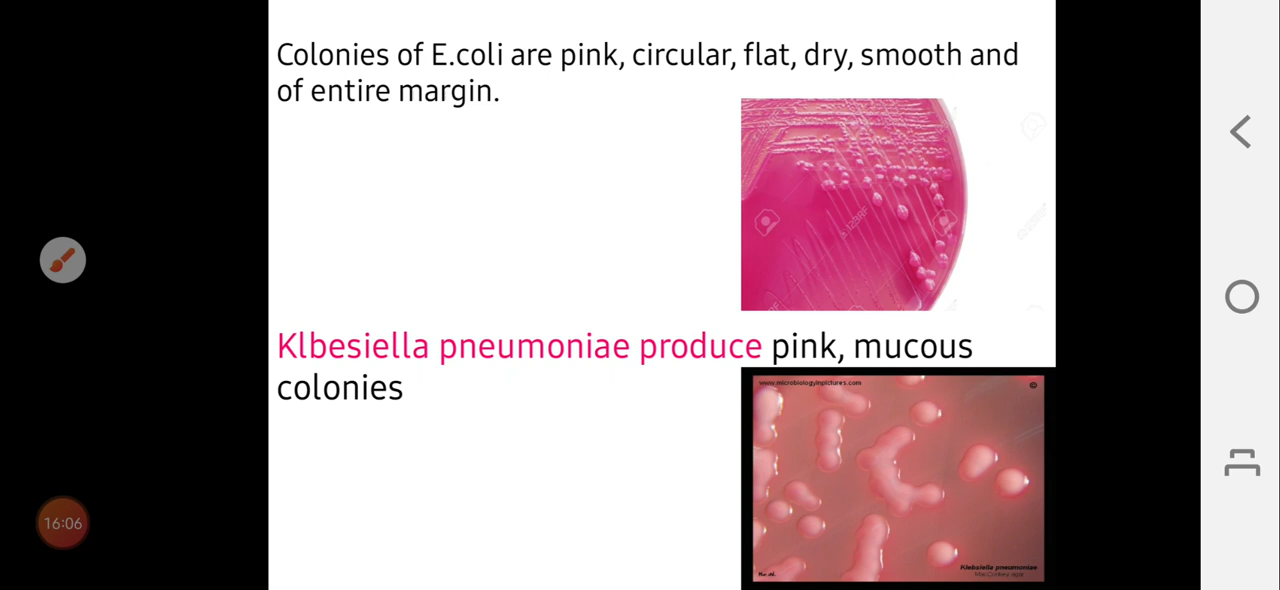 Colonies of E.coli are pink, circular, flat, dry, smooth and
of entire margin.
123RF
Klbesiella pneumoniae produce pink, mucous
colonies
www.microbiologyinpictures.com
©
Klebsiella pneumoniae
MacConkey agar
16:06